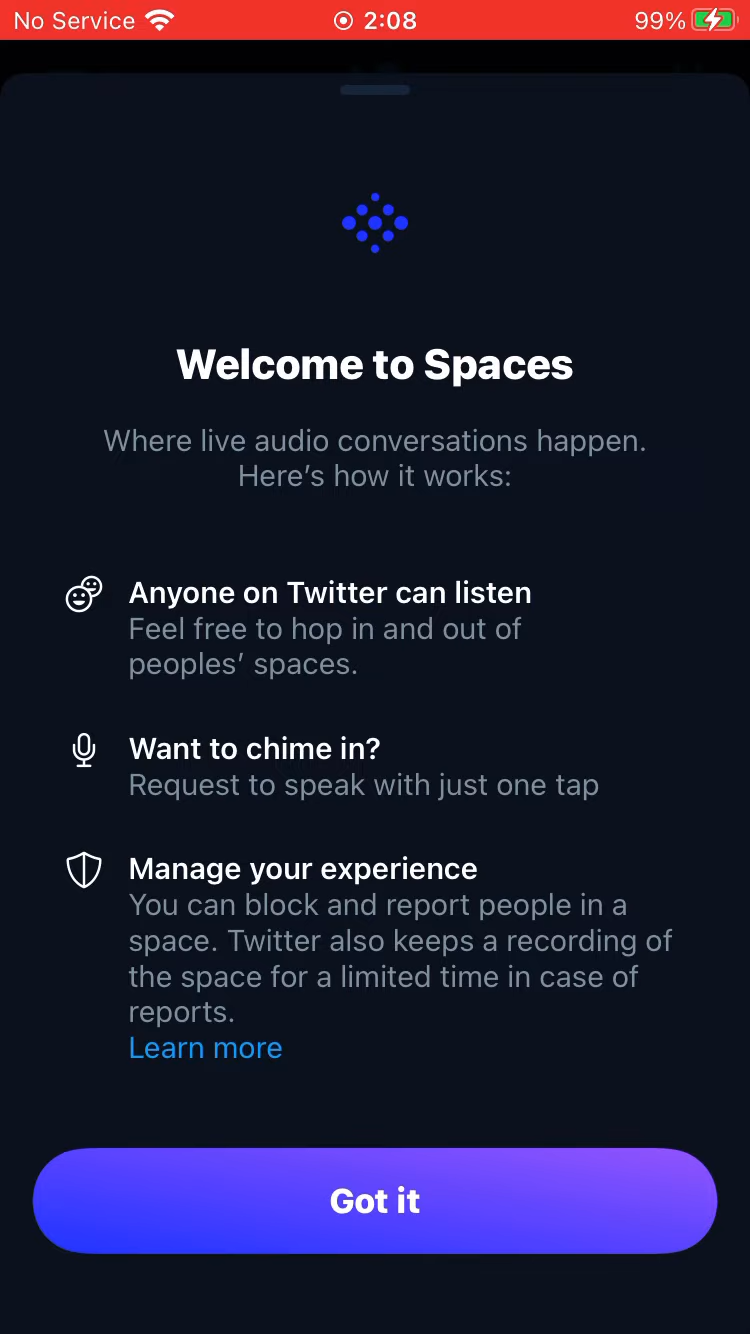 No Service 2:08 99%
Welcome to Spaces
Where live audio conversations happen.
Here’s how it works:
Anyone on Twitter can listen
Feel free to hop in and out of
peoples’ spaces.
Want to chime in?
Request to speak with just one tap
Manage your experience
You can block and report people in a
space. Twitter also keeps a recording of
the space for a limited time in case of
reports.
Learn more
Got it